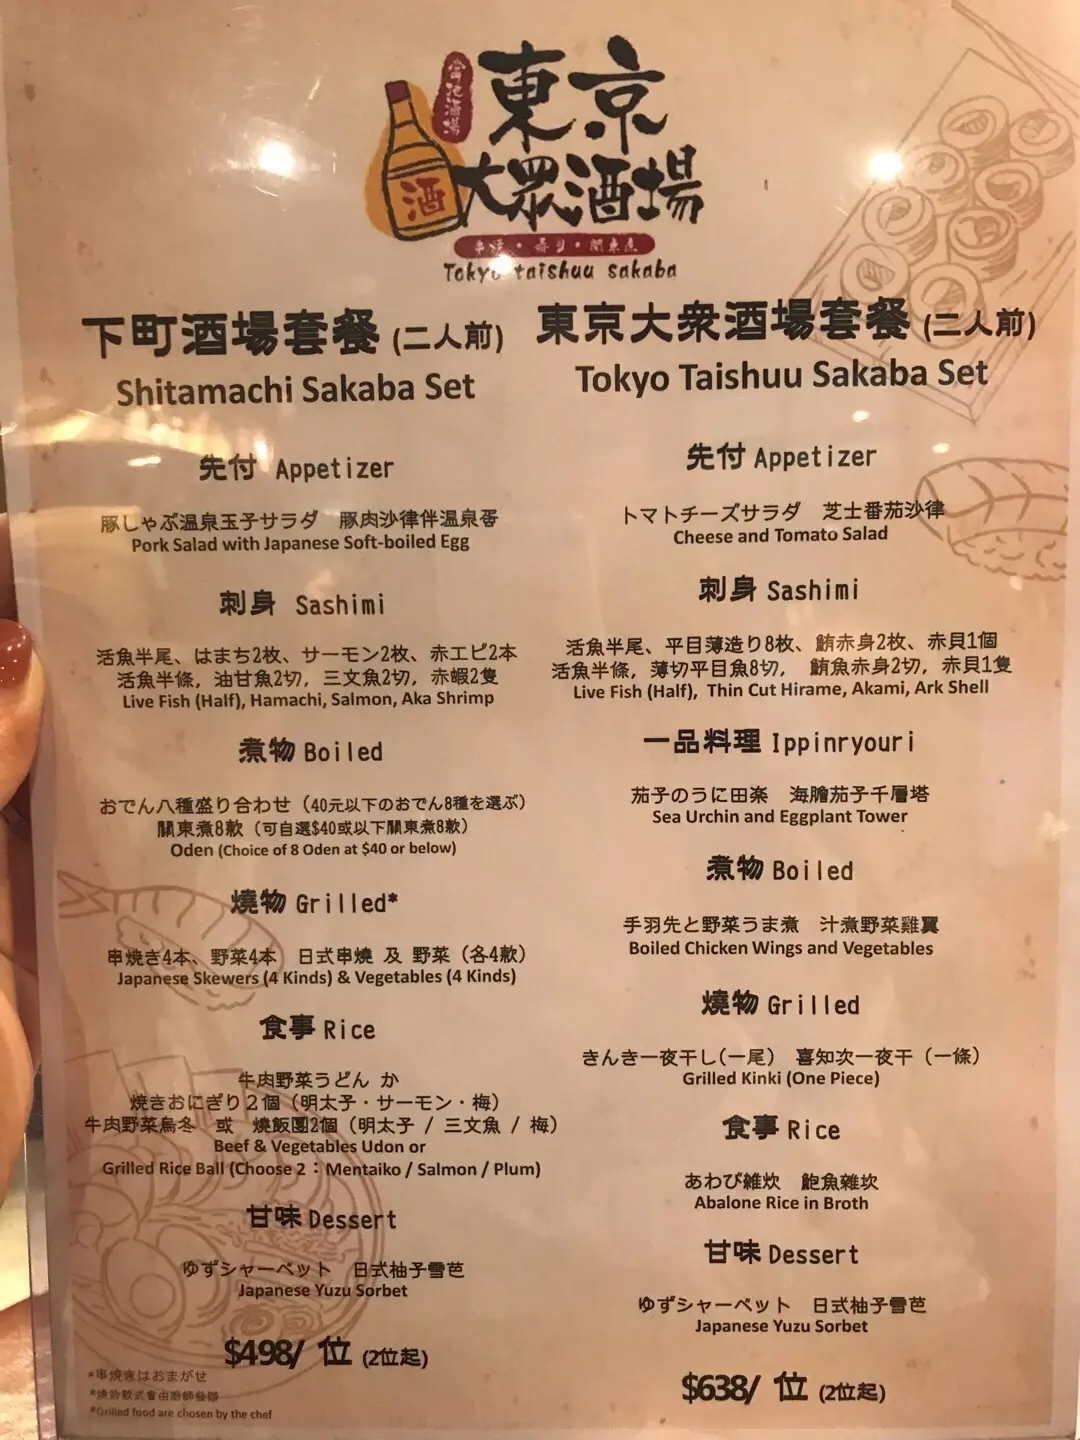 東京
大眾酒場
酒
Tokyo taishuu sakaba
下町酒場套餐 (二人前)
Shitamachi Sakaba Set
先付 Appetizer
豚しゃぶ温泉玉子サラダ 豚肉沙律伴温泉蛋
Pork Salad with Japanese Soft-boiled Egg
刺身 Sashimi
活魚半尾、はまち2枚、サーモン2枚、赤エビ2本
活魚半條, 油甘魚2切, 三文魚2切, 赤蝦2隻
Live Fish (Half), Hamachi, Salmon, Aka Shrimp
煮物 Boiled
おでん八種盛り合わせ (40元以下のおでん8種を選ぶ)
關東煮8款 (可自選$40或以下關東煮8款)
Oden (Choice of 8 Oden at $40 or below)
燒物 Grilled*
串焼き4本、野菜4本 日式串燒 及 野菜 (各4款)
Japanese Skewers (4 Kinds) & Vegetables (4 Kinds)
食事 Rice
牛肉野菜うどん か
焼きおにぎり2個 (明太子・サーモン・梅)
牛肉野菜烏冬 或 燒飯團2個 (明太子 / 三文魚 / 梅)
Beef & Vegetables Udon or
Grilled Rice Ball (Choose 2：Mentaiko / Salmon / Plum)
甘味 Dessert
ゆずシャーベット 日式柚子雪芭
Japanese Yuzu Sorbet
$498/ 位 (2位起)
*串焼きはおまがせ
*燒物款式會由廚師發辦
*Grilled food are chosen by the chef
東京大衆酒場套餐 (二人前)
Tokyo Taishuu Sakaba Set
先付 Appetizer
トマトチーズサラダ 芝士番茄沙律
Cheese and Tomato Salad
刺身 Sashimi
活魚半尾、平目薄造り8枚、鮪赤身2枚、赤貝1個
活魚半條, 薄切平目魚8切, 鮪魚赤身2切, 赤貝1隻
Live Fish (Half), Thin Cut Hirame, Akami, Ark Shell
一品料理 Ippinryouri
茄子のうに田楽 海膽茄子千層塔
Sea Urchin and Eggplant Tower
煮物 Boiled
手羽先と野菜うま煮 汁煮野菜雞翼
Boiled Chicken Wings and Vegetables
燒物 Grilled
きんき一夜干し(一尾) 喜知次一夜干 (一條)
Grilled Kinki (One Piece)
食事 Rice
あわび雑炊 鮑魚雜炊
Abalone Rice in Broth
甘味 Dessert
ゆずシャーベット 日式柚子雪芭
Japanese Yuzu Sorbet
$638/ 位 (2位起)